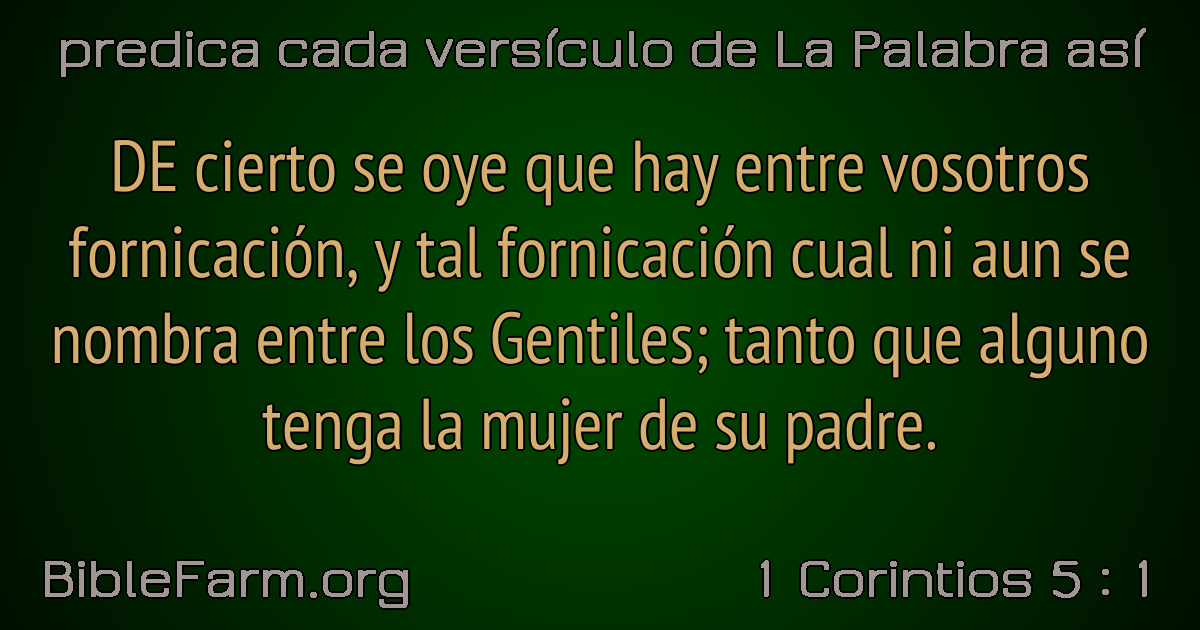 predica cada versículo de La Palabra así
DE cierto se oye que hay entre vosotros
fornicación, y tal fornicación cual ni aun se
nombra entre los Gentiles; tanto que alguno
tenga la mujer de su padre.
BibleFarm.org
1 Corintios 5 : 1